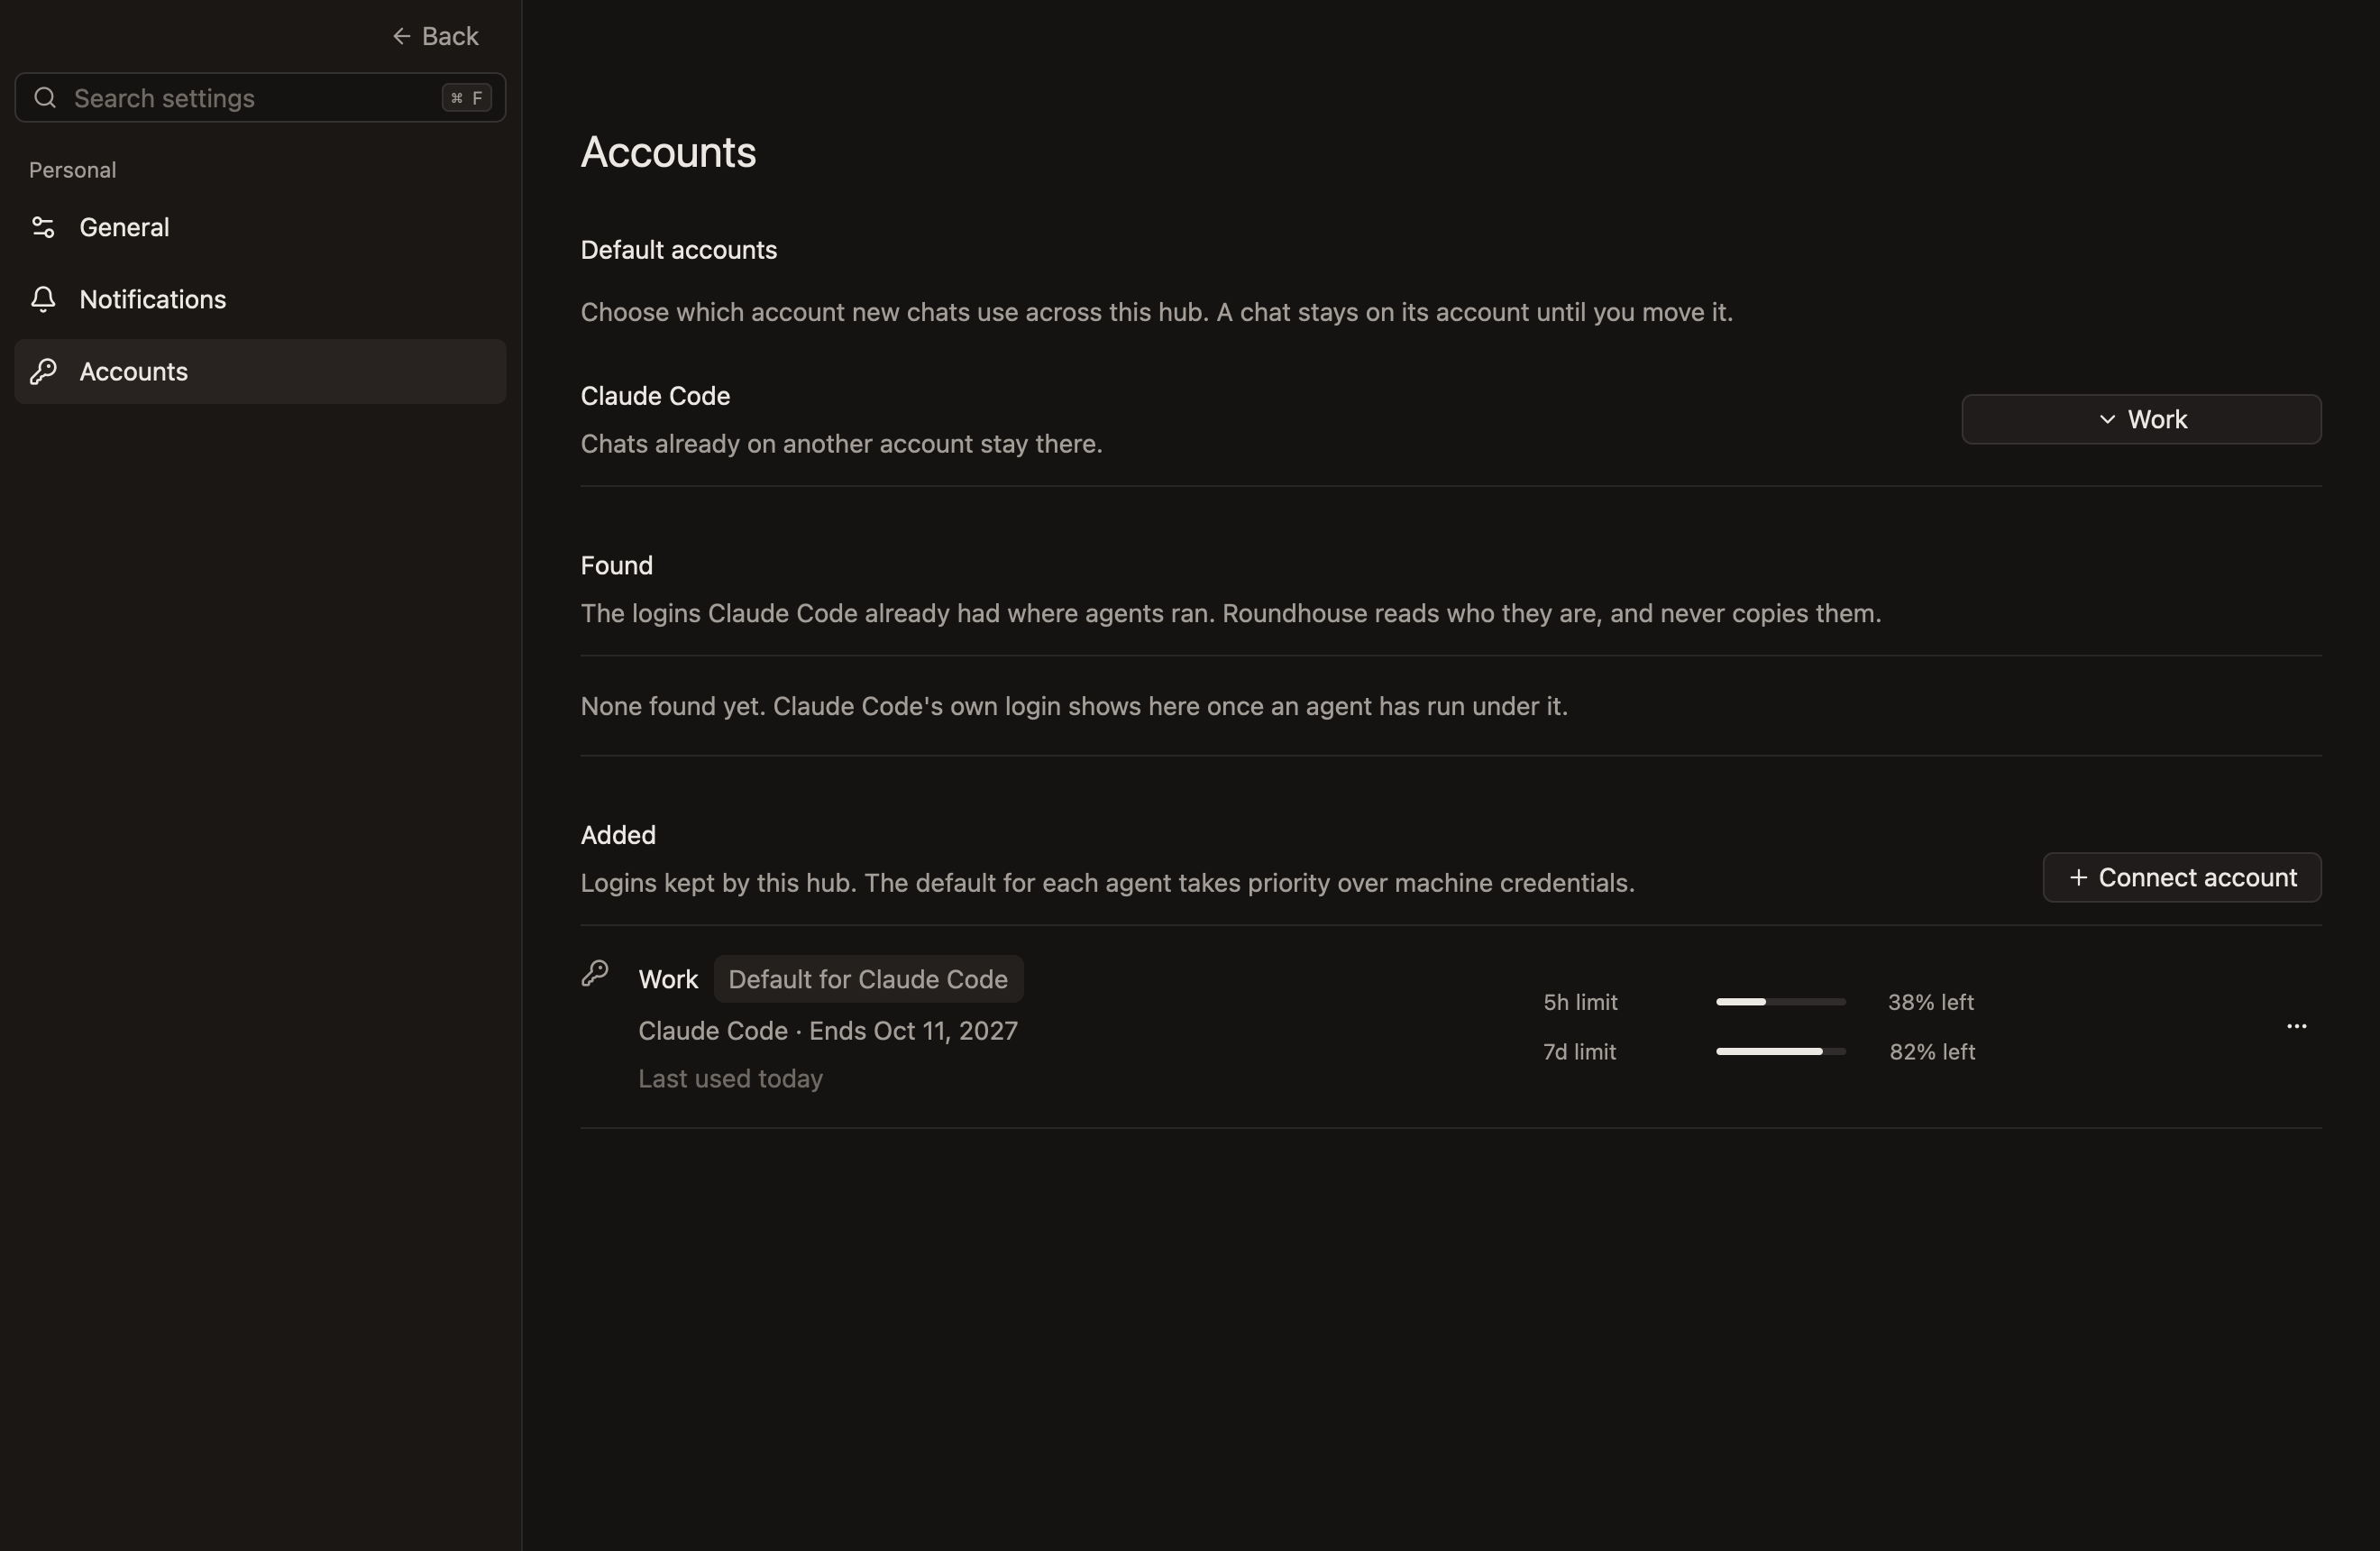 Back
Search settings
⌘ F
Personal
General
Notifications
Accounts
Accounts
Default accounts
Choose which account new chats use across this hub. A chat stays on its account until you move it.
Claude Code
Chats already on another account stay there.
Work
Found
The logins Claude Code already had where agents ran. Roundhouse reads who they are, and never copies them.
None found yet. Claude Code's own login shows here once an agent has run under it.
Added
Logins kept by this hub. The default for each agent takes priority over machine credentials.
Connect account
Work Default for Claude Code
Claude Code · Ends Oct 11, 2027
Last used today
5h limit 38% left
7d limit 82% left